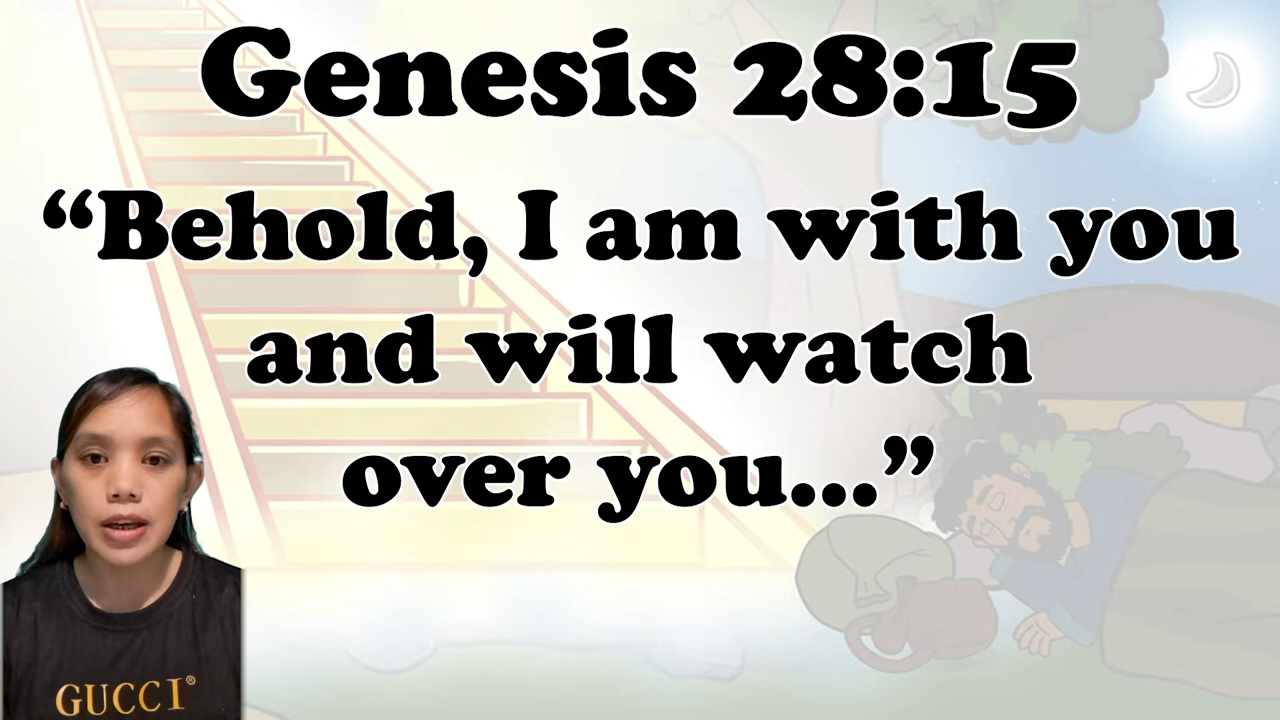 Genesis 28:15
“Behold, I am with you
and will watch
over you...”
GUCCI®